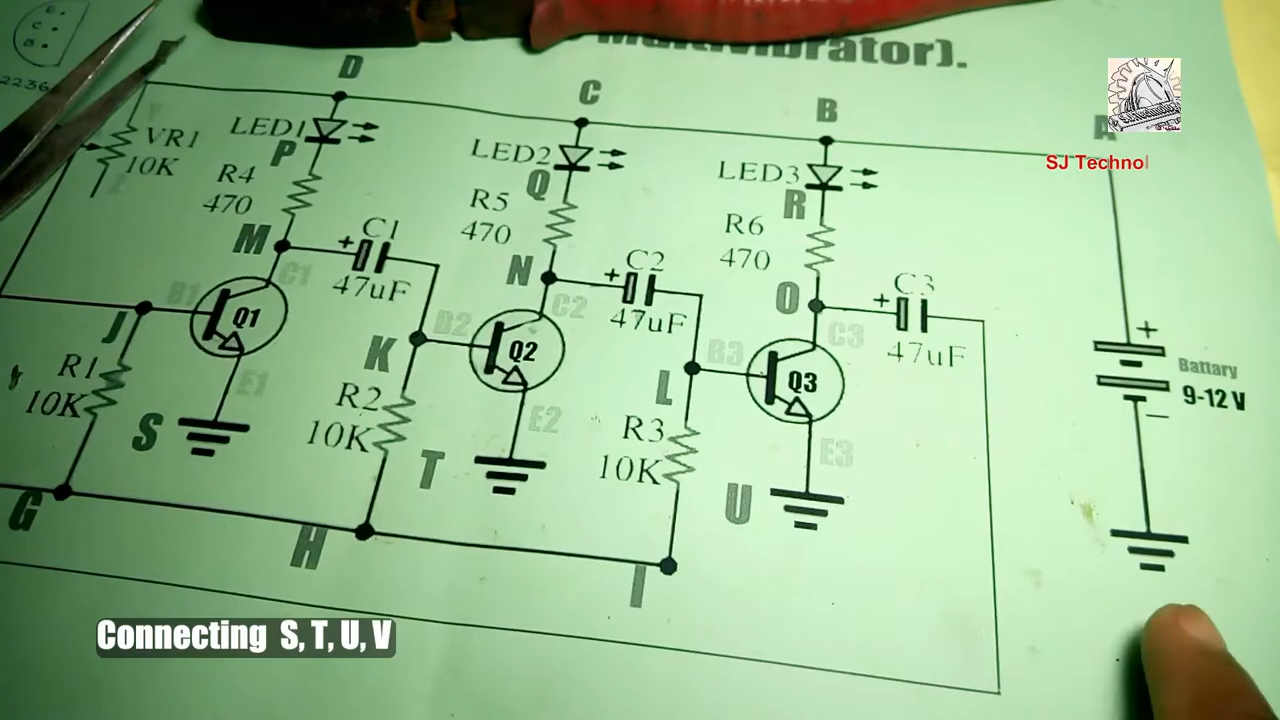 Multivibrator).
E
C
B
2236
D
C
B
A
SJ Technol
VR1
10K
LED1
P
R4
470
M
C1
+
47uF
C1
B1
Q1
E1
J
R1
10K
S
G
LED2
Q
R5
470
N
C2
+
47uF
C2
B2
Q2
E2
K
R2
10K
T
H
LED3
R
R6
470
O
C3
+
47uF
C3
B3
Q3
E3
L
R3
10K
U
I
+
Battary
9-12 V
Connecting S, T, U, V